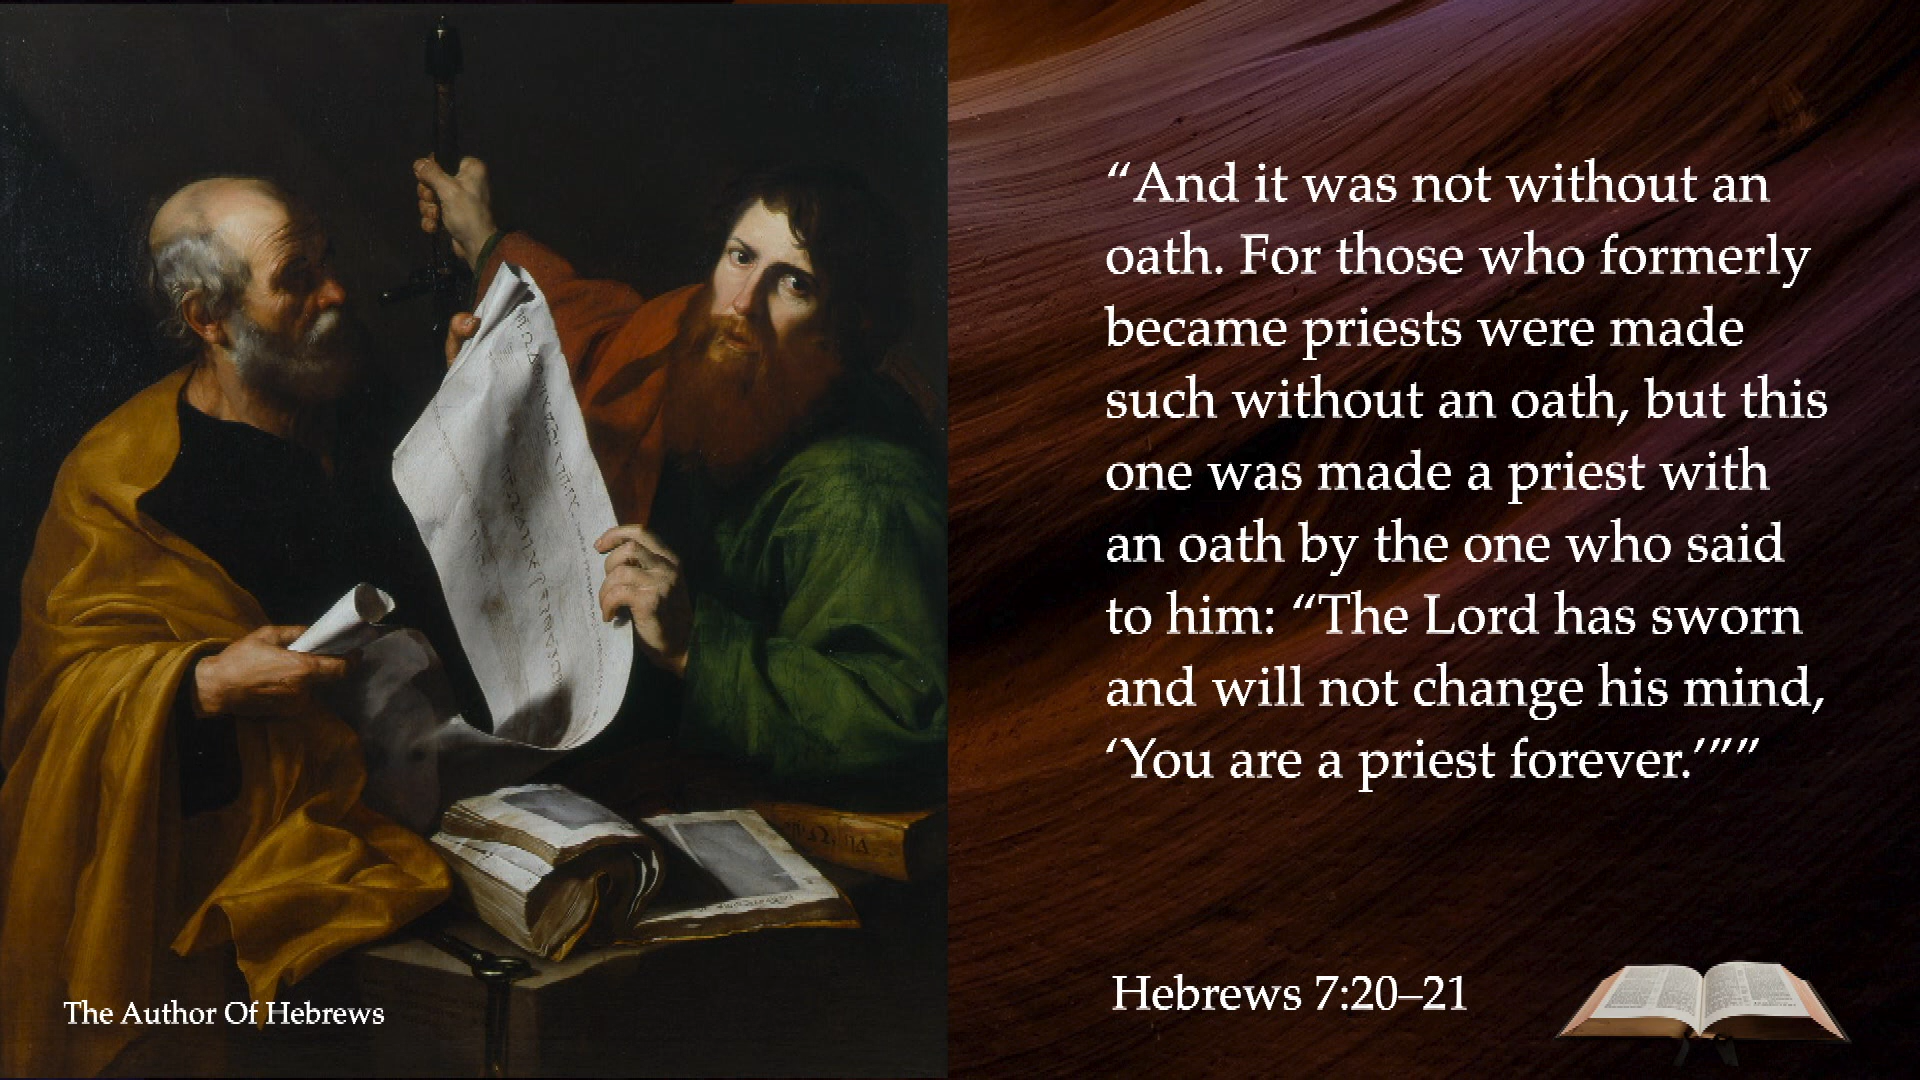 “And it was not without an
oath. For those who formerly
became priests were made
such without an oath, but this
one was made a priest with
an oath by the one who said
to him: “The Lord has sworn
and will not change his mind,
‘You are a priest forever.’””
Hebrews 7:20–21
The Author Of Hebrews